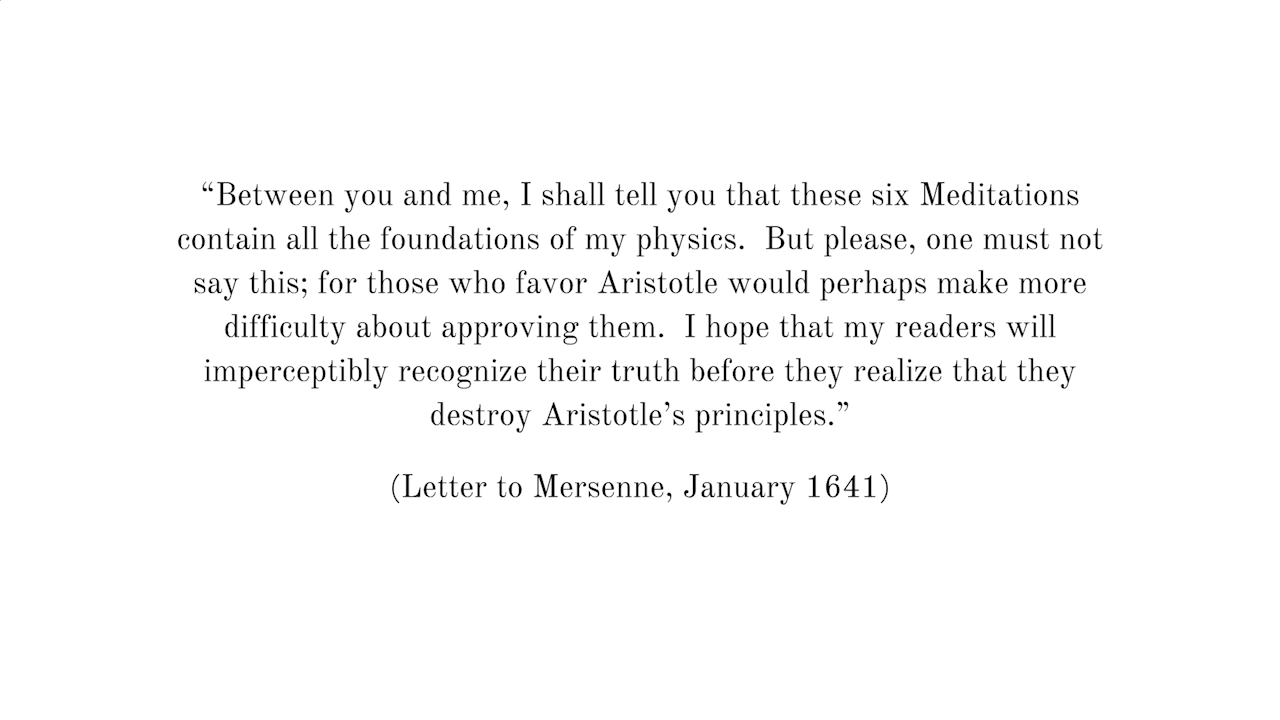 “Between you and me, I shall tell you that these six Meditations
contain all the foundations of my physics.  But please, one must not
say this; for those who favor Aristotle would perhaps make more
difficulty about approving them.  I hope that my readers will
imperceptibly recognize their truth before they realize that they
destroy Aristotle’s principles.”
(Letter to Mersenne, January 1641)